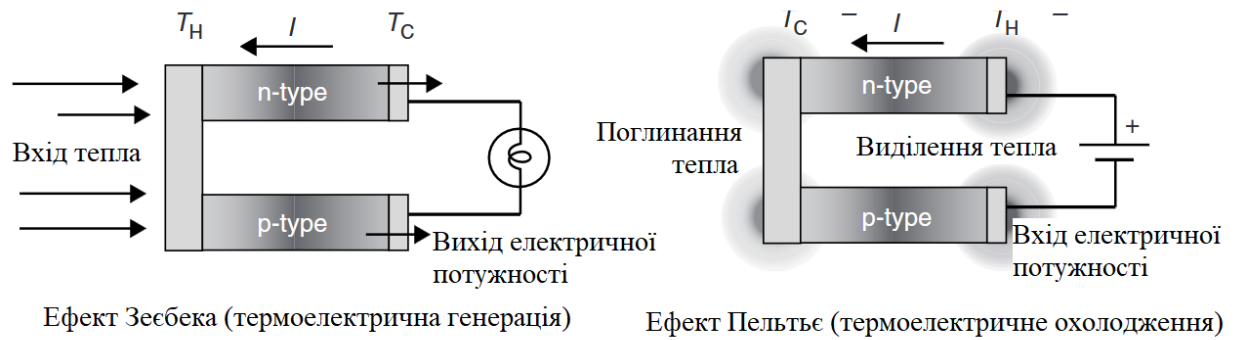 T_H I T_C
n-type
Вхід тепла
p-type
Вихід електричної
потужності
Ефект Зеєбека (термоелектрична генерація)
I_C – I I_H –
n-type
Поглинання
тепла
Виділення тепла
+
p-type
Вхід електричної
потужності
Ефект Пельтьє (термоелектричне охолодження)